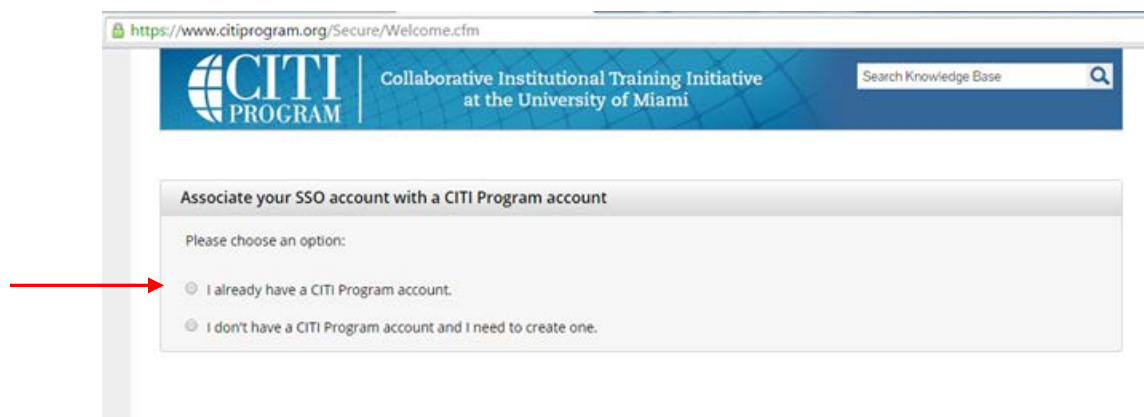 https://www.citiprogram.org/Secure/Welcome.cfm
CITI
PROGRAM
Collaborative Institutional Training Initiative
at the University of Miami
Search Knowledge Base
Associate your SSO account with a CITI Program account
Please choose an option:
I already have a CITI Program account.
I don't have a CITI Program account and I need to create one.